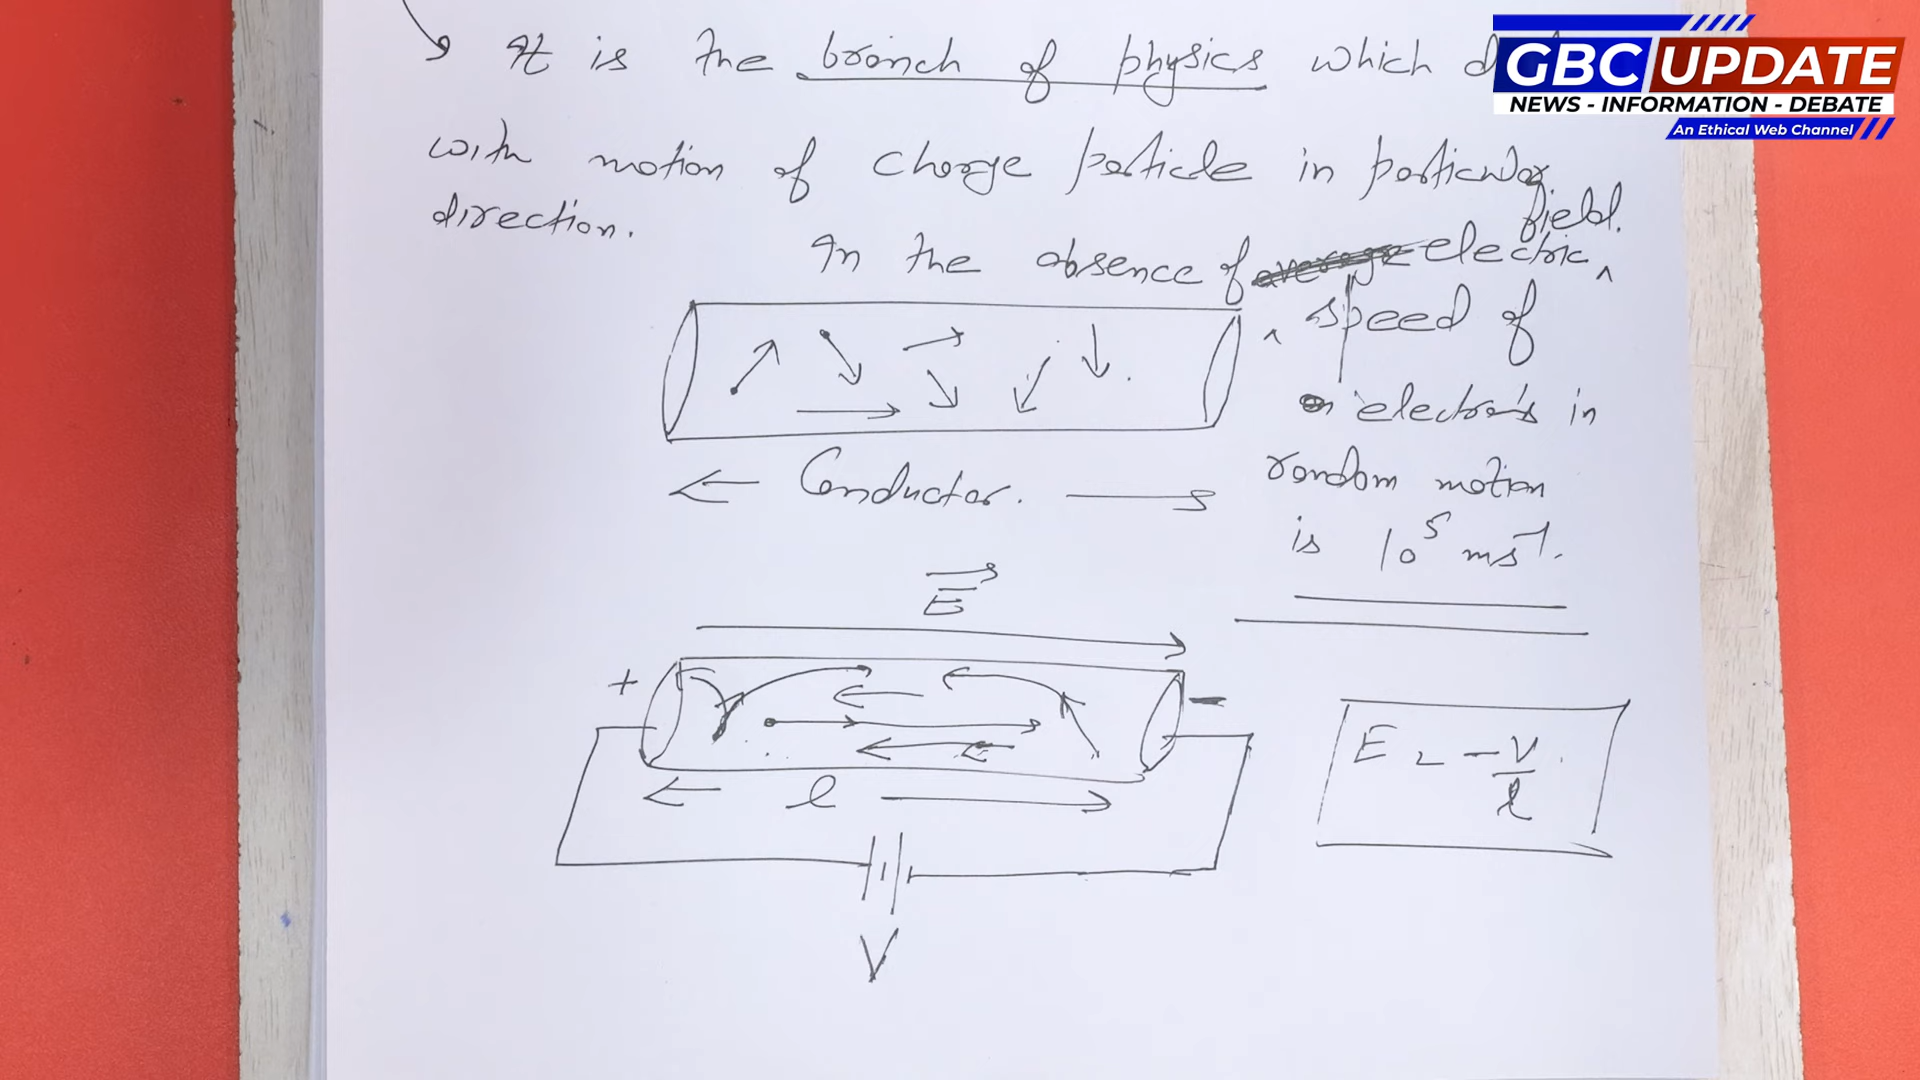 It is the branch of physics which d
GBC UPDATE
NEWS - INFORMATION - DEBATE
An Ethical Web Channel
with motion of charge particle in particular
direction.
In the absence of average electric ^ field.
^ speed of
electrons in
random motion
is 10⁵ ms⁻¹.
← Conductor. →
E
+ -
← l →
V
E = -V/l